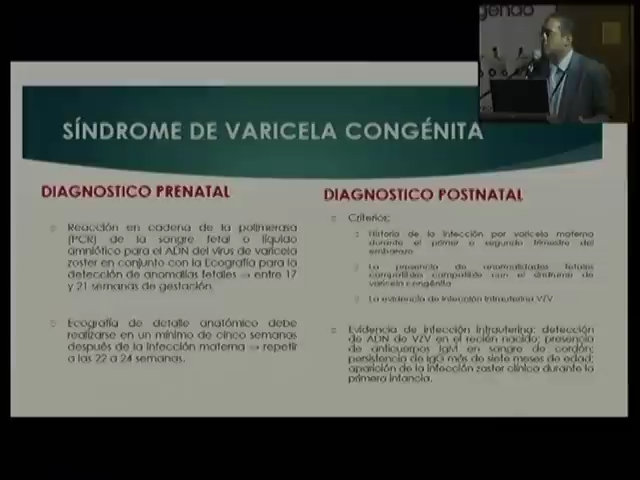 SÍNDROME DE VARICELA CONGÉNITA
DIAGNOSTICO PRENATAL
Reacción en cadena de la polimerasa
(PCR) de la sangre fetal o líquido
amniótico para el ADN del virus de varicela
zoster en conjunto con la Ecografía para la
detección de anomalías fetales → entre 17
y 21 semanas de gestación.
Ecografía de detalle anatómico debe
realizarse en un mínimo de cinco semanas
después de la infección materna → repetir
a las 22 a 24 semanas.
DIAGNOSTICO POSTNATAL
Criterios:
Historia de la infección por varicela materna
durante el primer o segundo trimestre del
embarazo
La presencia de anormalidades fetales
compatibles con el síndrome de
varicela congénita
La evidencia de infección intrauterina VZV
Evidencia de infección intrauterina: detección
de ADN de VZV en el recién nacido; presencia
de anticuerpos IgM en sangre de cordón;
persistencia de IgG más de siete meses de edad;
aparición de la infección zoster clínica durante la
primera infancia.